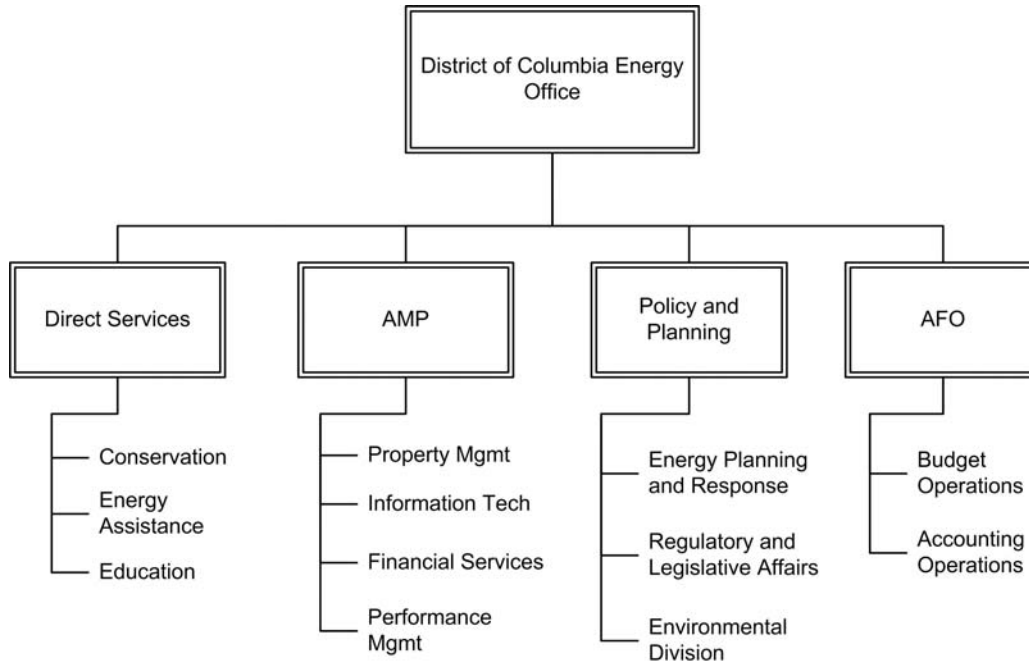 District of Columbia Energy
Office
Direct Services
AMP
Policy and
Planning
AFO
Conservation
Energy
Assistance
Education
Property Mgmt
Information Tech
Financial Services
Performance
Mgmt
Energy Planning
and Response
Regulatory and
Legislative Affairs
Environmental
Division
Budget
Operations
Accounting
Operations